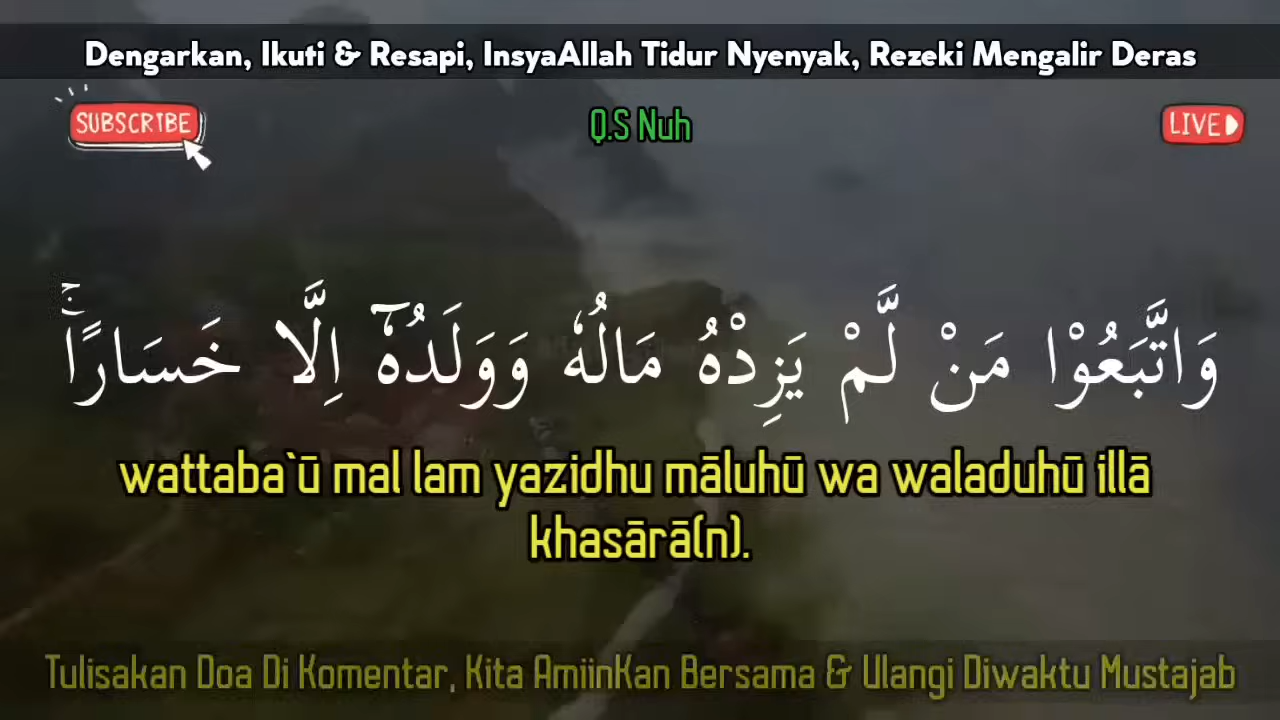 Dengarkan, Ikuti & Resapi, InsyaAllah Tidur Nyenyak, Rezeki Mengalir Deras
SUBSCRIBE
Q.S Nuh
LIVE
وَاتَّبَعُوْا مَنْ لَّمْ يَزِدْهُ مَالُهٗ وَوَلَدُهٗٓ اِلَّا خَسَارًاۚ
wattaba`ū mal lam yazidhu māluhū wa waladuhū illā
khasārā(n).
Tulisakan Doa Di Komentar, Kita AmiinKan Bersama & Ulangi Diwaktu Mustajab